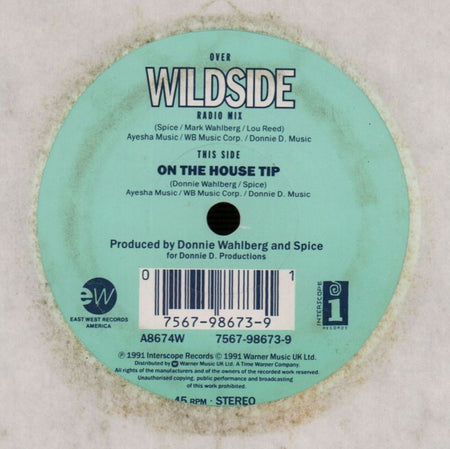 OVER
WILDSIDE
RADIO MIX
(Spice / Mark Wahlberg / Lou Reed)
Ayesha Music / WB Music Corp. / Donnie D. Music
THIS SIDE
ON THE HOUSE TIP
(Donnie Wahlberg / Spice)
Ayesha Music / WB Music Corp. / Donnie D. Music
Produced by Donnie Wahlberg and Spice
for Donnie D. Productions
ew
EAST WEST RECORDS
AMERICA
0 1
7567-98673-9
i
INTERSCOPE
RECORDS
A8674W 7567-98673-9
℗ 1991 Interscope Records © 1991 Warner Music UK Ltd.
Distributed by Warner Music UK Ltd. A Time Warner Company.
All rights of the manufacturers and of the owners of the recorded work reserved.
Unauthorised copying, public performance and broadcasting
of this work prohibited.
45 RPM · STEREO